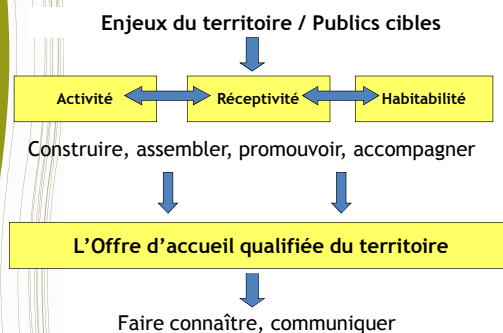 Enjeux du territoire / Publics cibles
Activité Réceptivité Habitabilité
Construire, assembler, promouvoir, accompagner
L'Offre d'accueil qualifiée du territoire
Faire connaître, communiquer